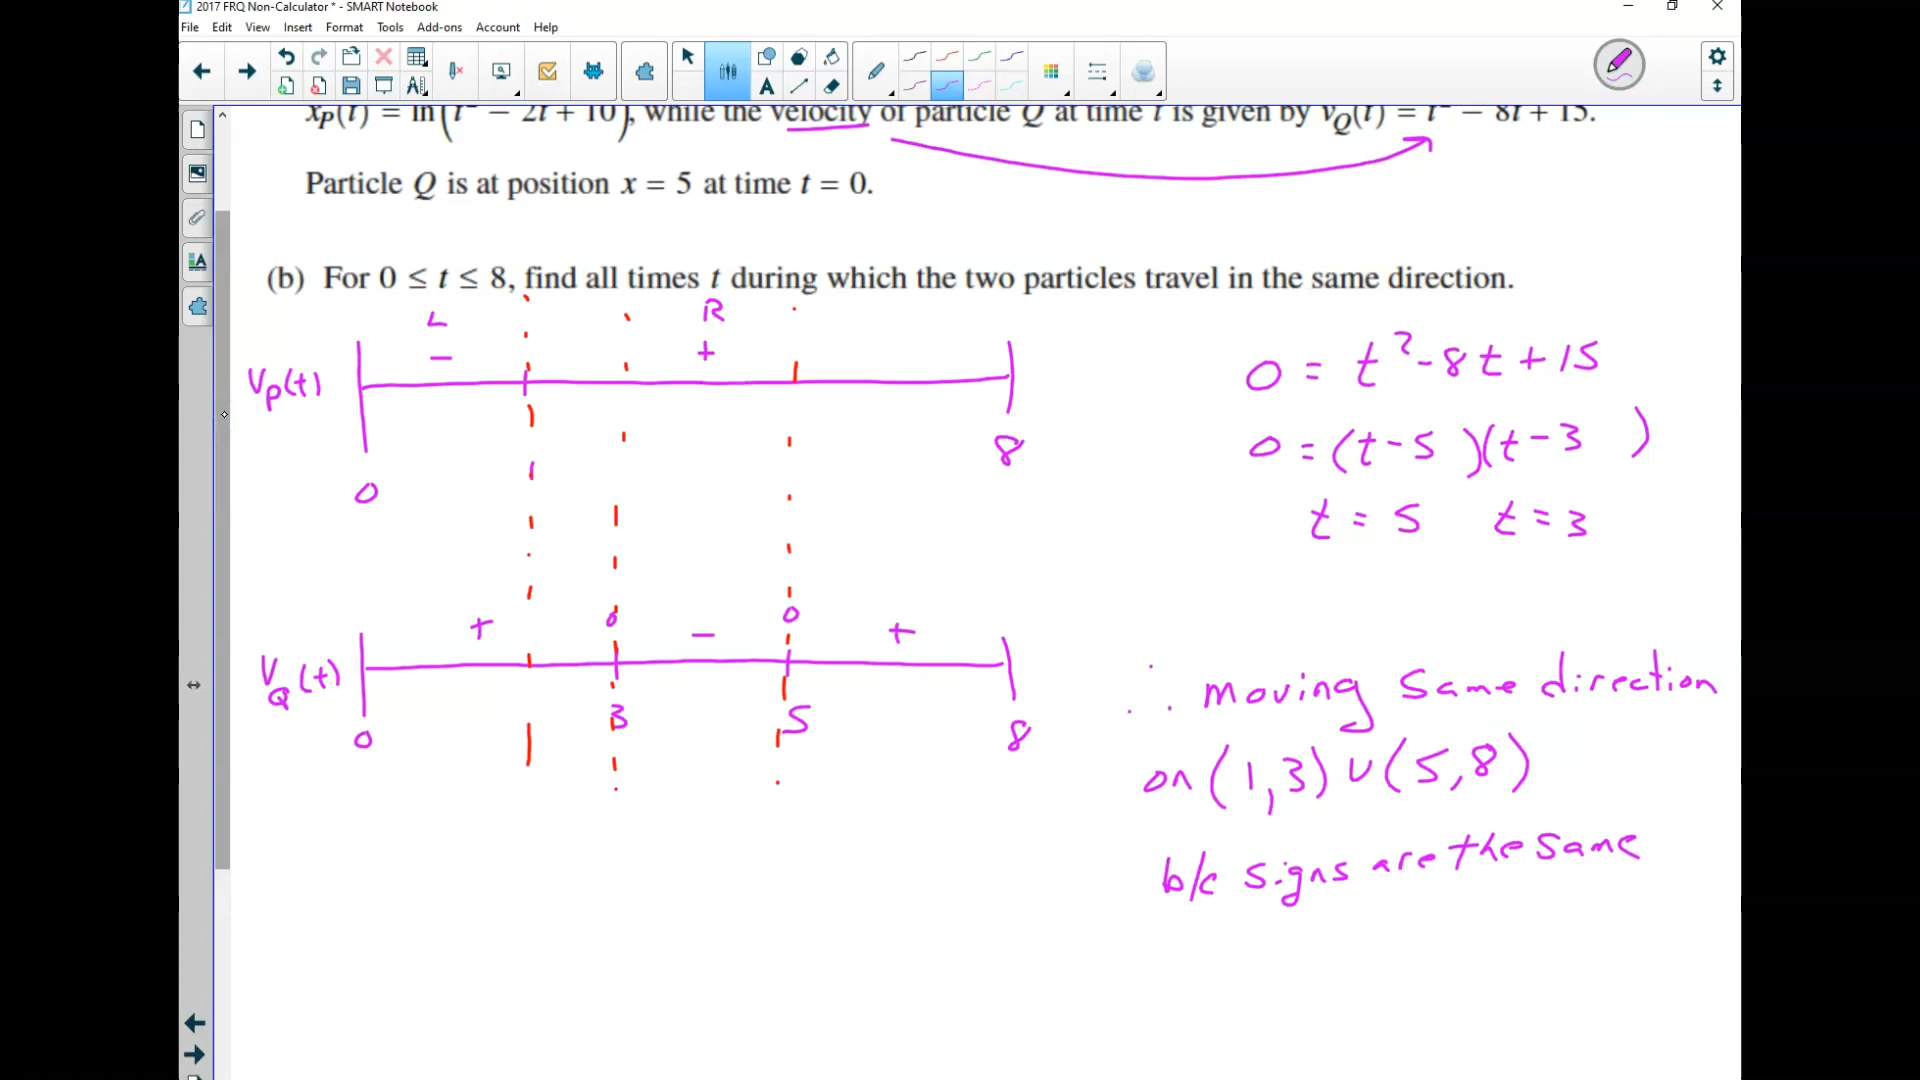 2017 FRQ Non-Calculator * - SMART Notebook
File Edit View Insert Format Tools Add-ons Account Help
x_P(t) = ln(t² − 2t + 10), while the velocity of particle Q at time t is given by v_Q(t) = t² − 8t + 15.
Particle Q is at position x = 5 at time t = 0.
(b) For 0 ≤ t ≤ 8, find all times t during which the two particles travel in the same direction.
L R
− +
V_P(t)
0 8
0 = t² - 8t + 15
0 = (t - 5 )(t - 3 )
t = 5 t = 3
+ 0 − 0 +
V_Q(t)
0 3 5 8
∴ moving same direction
on (1,3) ∪ (5,8)
b/c signs are the same